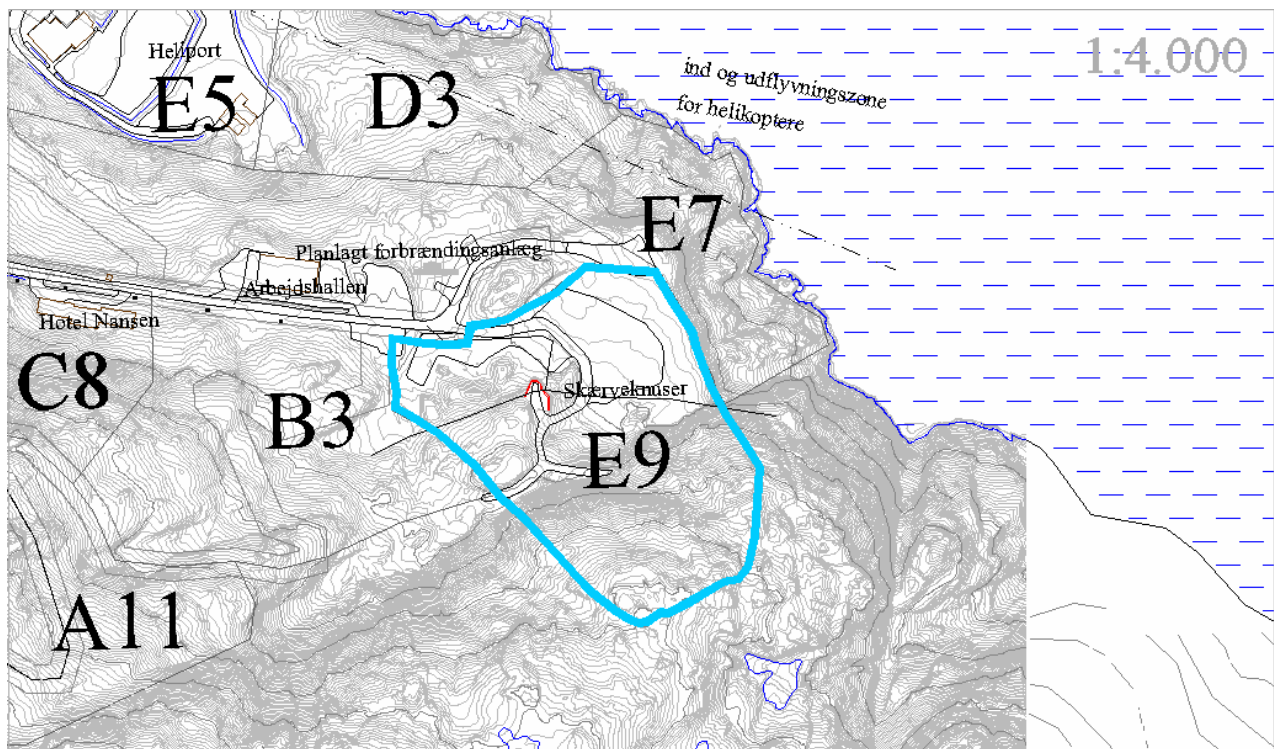 Heliport
E5
D3
ind og udflyvningszone
for helikoptere
1:4.000
E7
Planlagt forbrændingsanlæg
Arbejdshallen
Hotel Nansen
C8
B3
Skærveknuser
E9
A11